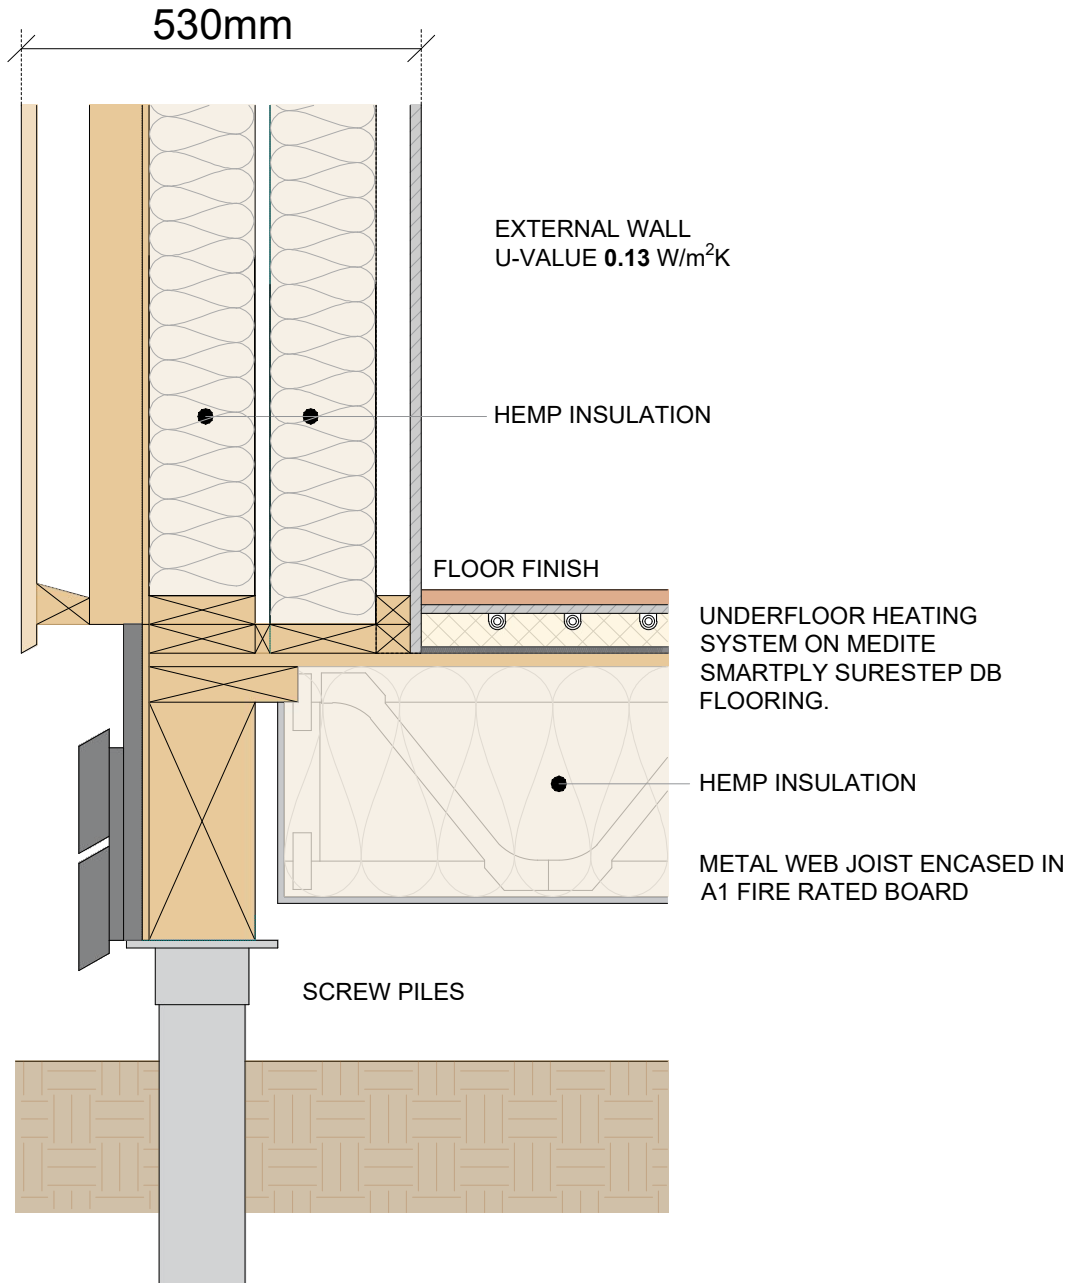 530mm
EXTERNAL WALL
U-VALUE 0.13 W/m²K
HEMP INSULATION
FLOOR FINISH
UNDERFLOOR HEATING
SYSTEM ON MEDITE
SMARTPLY SURESTEP DB
FLOORING.
HEMP INSULATION
METAL WEB JOIST ENCASED IN
A1 FIRE RATED BOARD
SCREW PILES